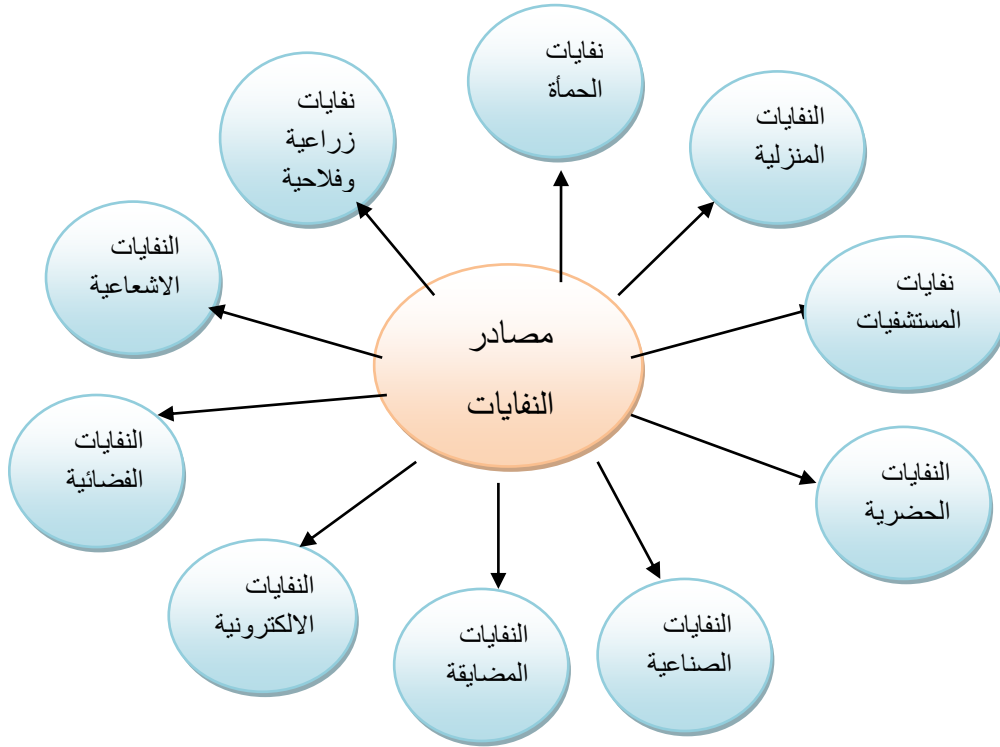 مصادر
النفايات
نفايات
الحمأة
النفايات
المنزلية
نفايات
المستشفيات
النفايات
الحضرية
النفايات
الصناعية
النفايات
المضايقة
النفايات
الالكترونية
النفايات
الفضائية
النفايات
الاشعاعية
نفايات
زراعية
وفلاحية